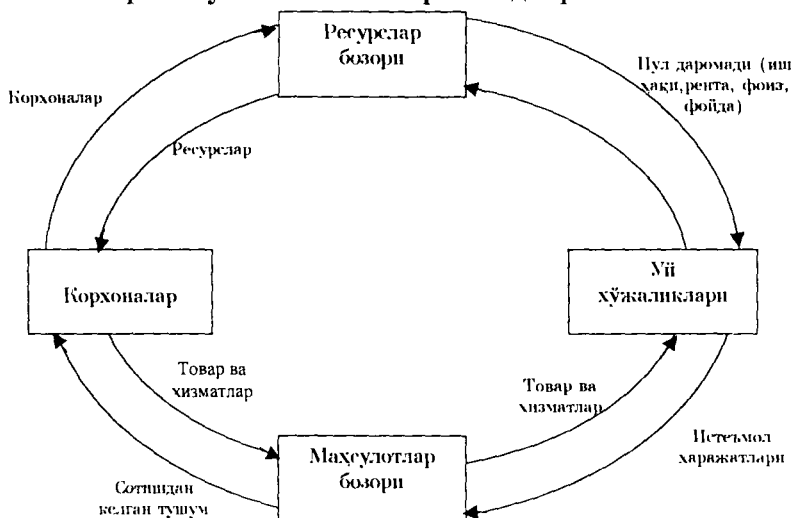 Ресурслар
бозори
Пул даромади (иш
ҳақи,рента, фоиз,
фойда)
Корхоналар
Ресурслар
Корхоналар
Уй
хўжаликлари
Товар ва
хизматлар
Товар ва
хизматлар
Истеъмол
харажатлари
Маҳсулотлар
бозори
Сотишдан
келган тушум